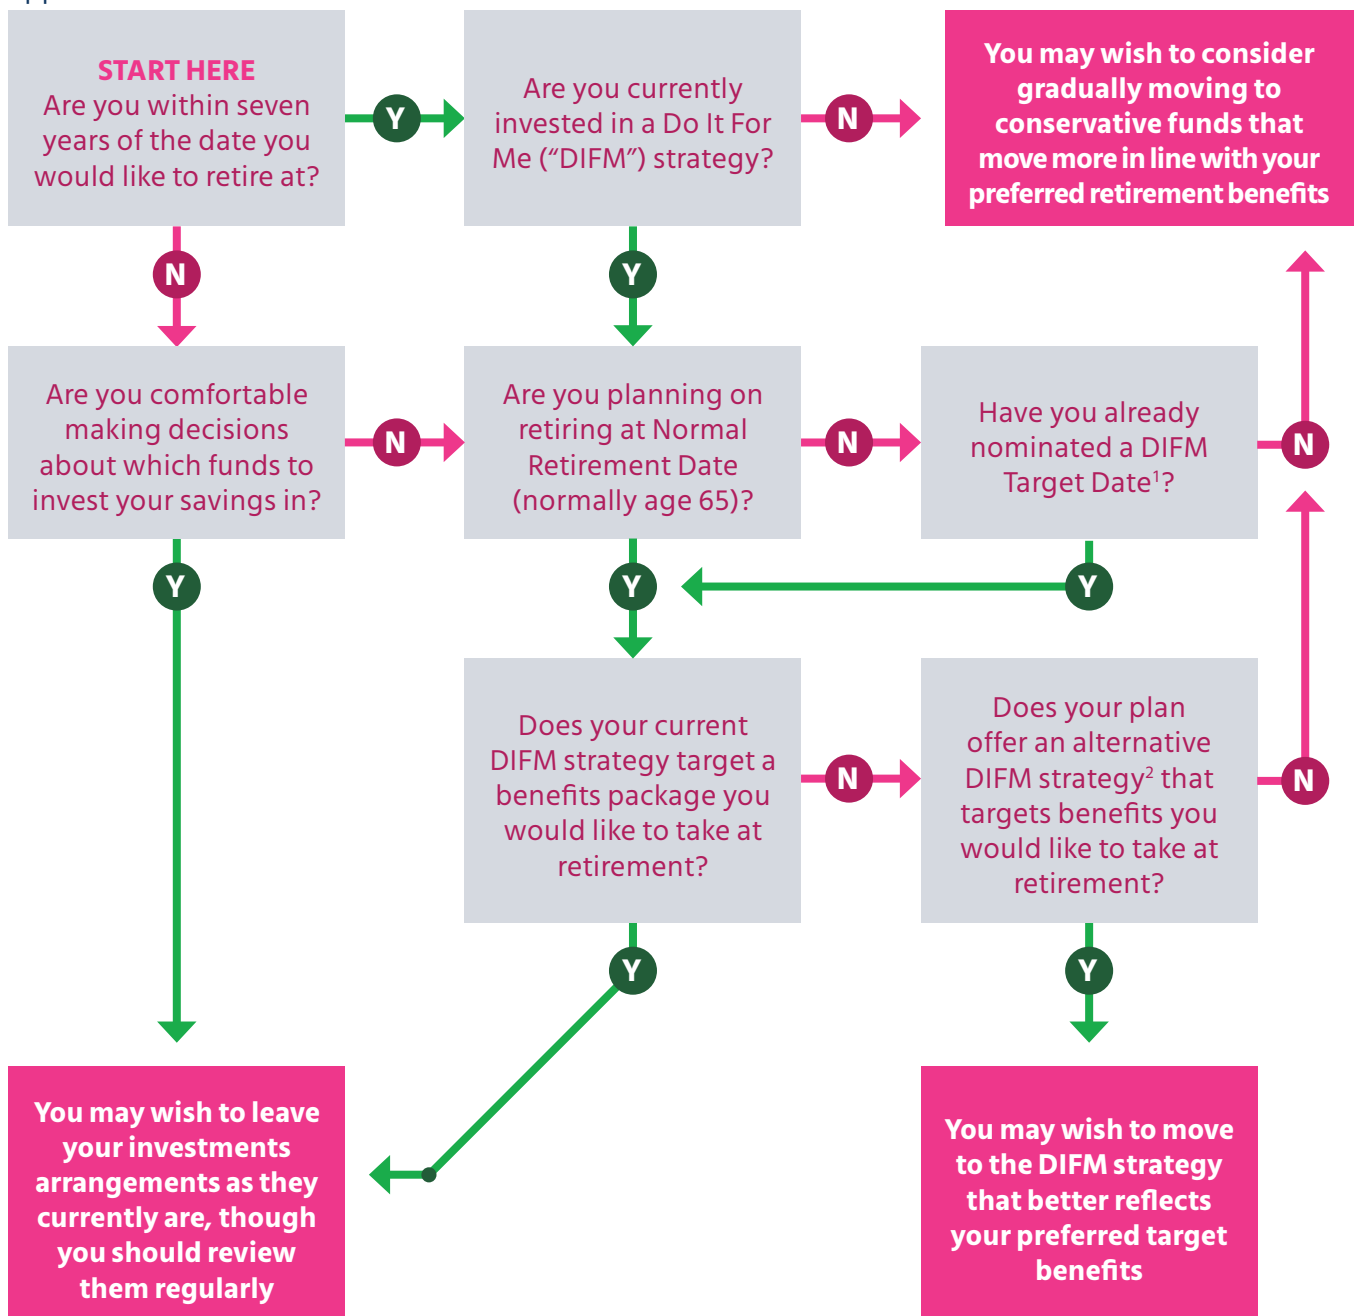 START HERE
Are you within seven
years of the date you
would like to retire at?
Y
Are you currently
invested in a Do It For
Me (“DIFM”) strategy?
N
You may wish to consider
gradually moving to
conservative funds that
move more in line with your
preferred retirement benefits
N
Y
Are you comfortable
making decisions
about which funds to
invest your savings in?
N
Are you planning on
retiring at Normal
Retirement Date
(normally age 65)?
N
Have you already
nominated a DIFM
Target Date¹?
N
Y
Y
Y
Does your current
DIFM strategy target a
benefits package you
would like to take at
retirement?
N
Does your plan
offer an alternative
DIFM strategy² that
targets benefits you
would like to take at
retirement?
N
Y
Y
You may wish to leave
your investments
arrangements as they
currently are, though
you should review
them regularly
You may wish to move
to the DIFM strategy
that better reflects
your preferred target
benefits